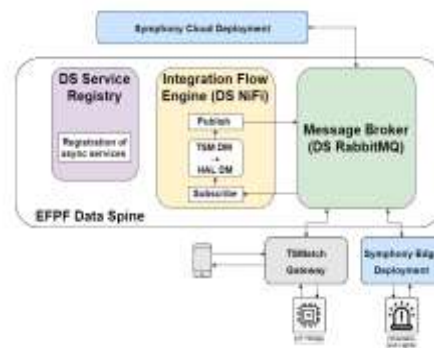 Symphony Cloud Deployment
DS Service
Registry
Registration of
async services
Integration Flow
Engine (DS NiFi)
Publish
TSM DM
HAL DM
Subscribe
Message Broker
(DS RabbitMQ)
EFPF Data Spine
TSMatch
Gateway
Symphony Edge
Deployment